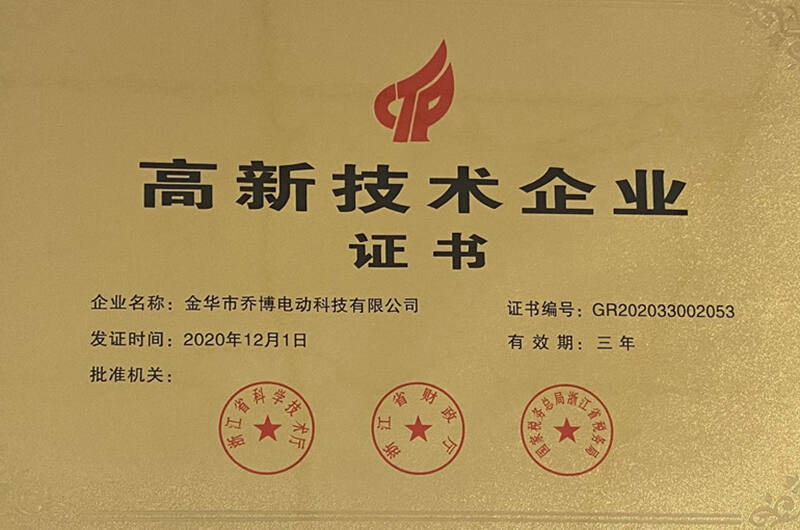 高新技术企业
证书
企业名称：金华市乔博电动科技有限公司
证书编号：GR202033002053
发证时间：2020年12月1日
有效期：三年
批准机关：
浙江省科学技术厅
浙江省财政厅
国家税务总局浙江省税务局